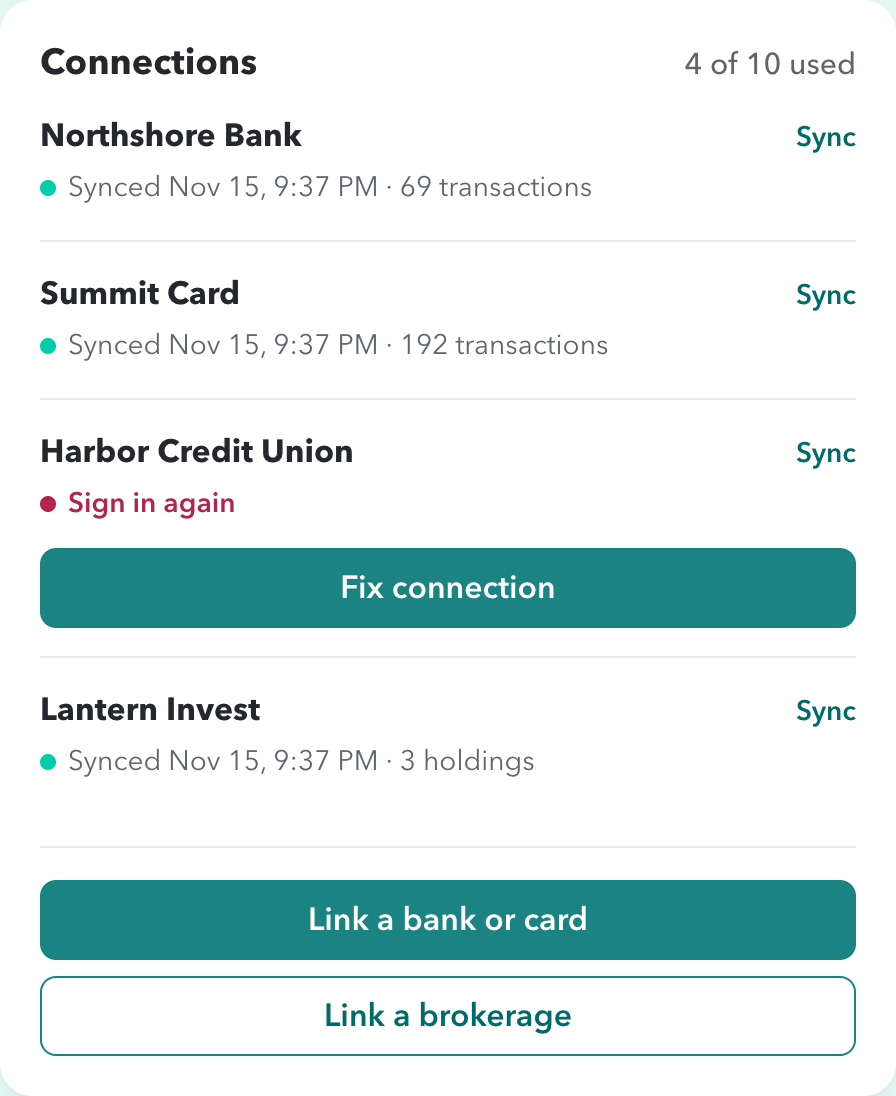 Connections
4 of 10 used
Northshore Bank
Sync
Synced Nov 15, 9:37 PM · 69 transactions
Summit Card
Sync
Synced Nov 15, 9:37 PM · 192 transactions
Harbor Credit Union
Sync
Sign in again
Fix connection
Lantern Invest
Sync
Synced Nov 15, 9:37 PM · 3 holdings
Link a bank or card
Link a brokerage